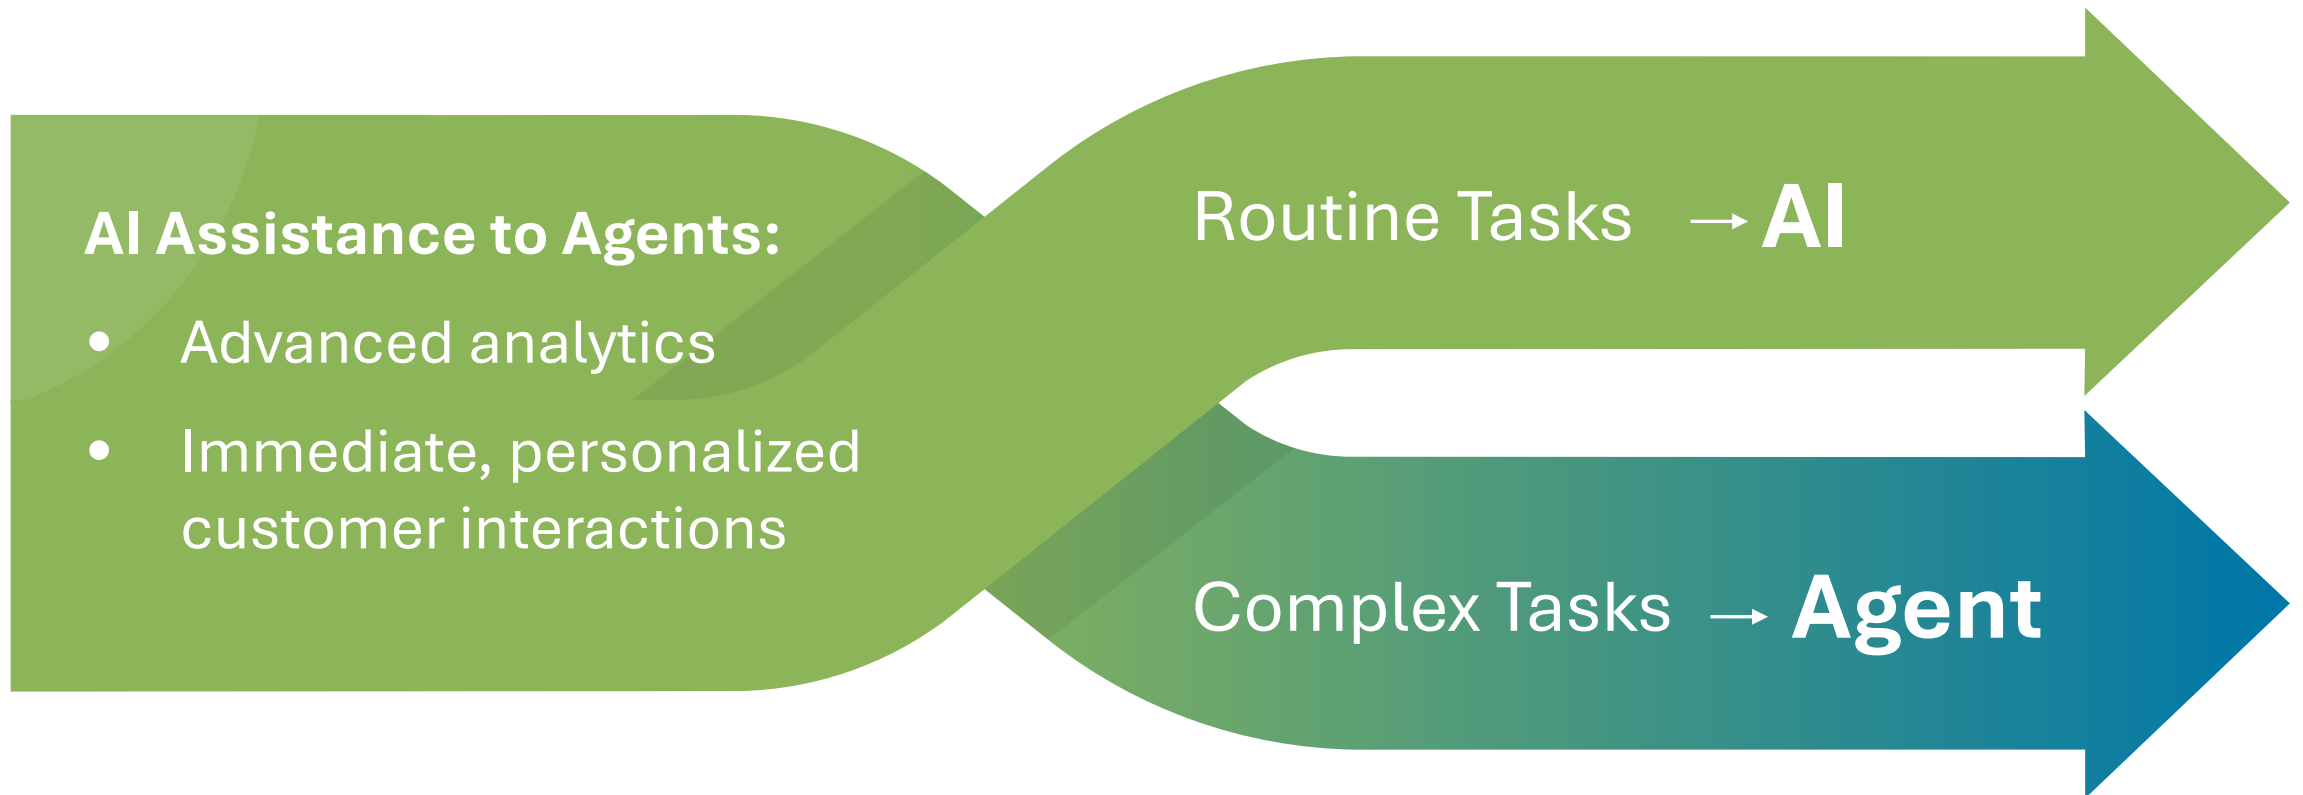 AI Assistance to Agents:
• Advanced analytics
• Immediate, personalized
customer interactions
Routine Tasks → AI
Complex Tasks → Agent